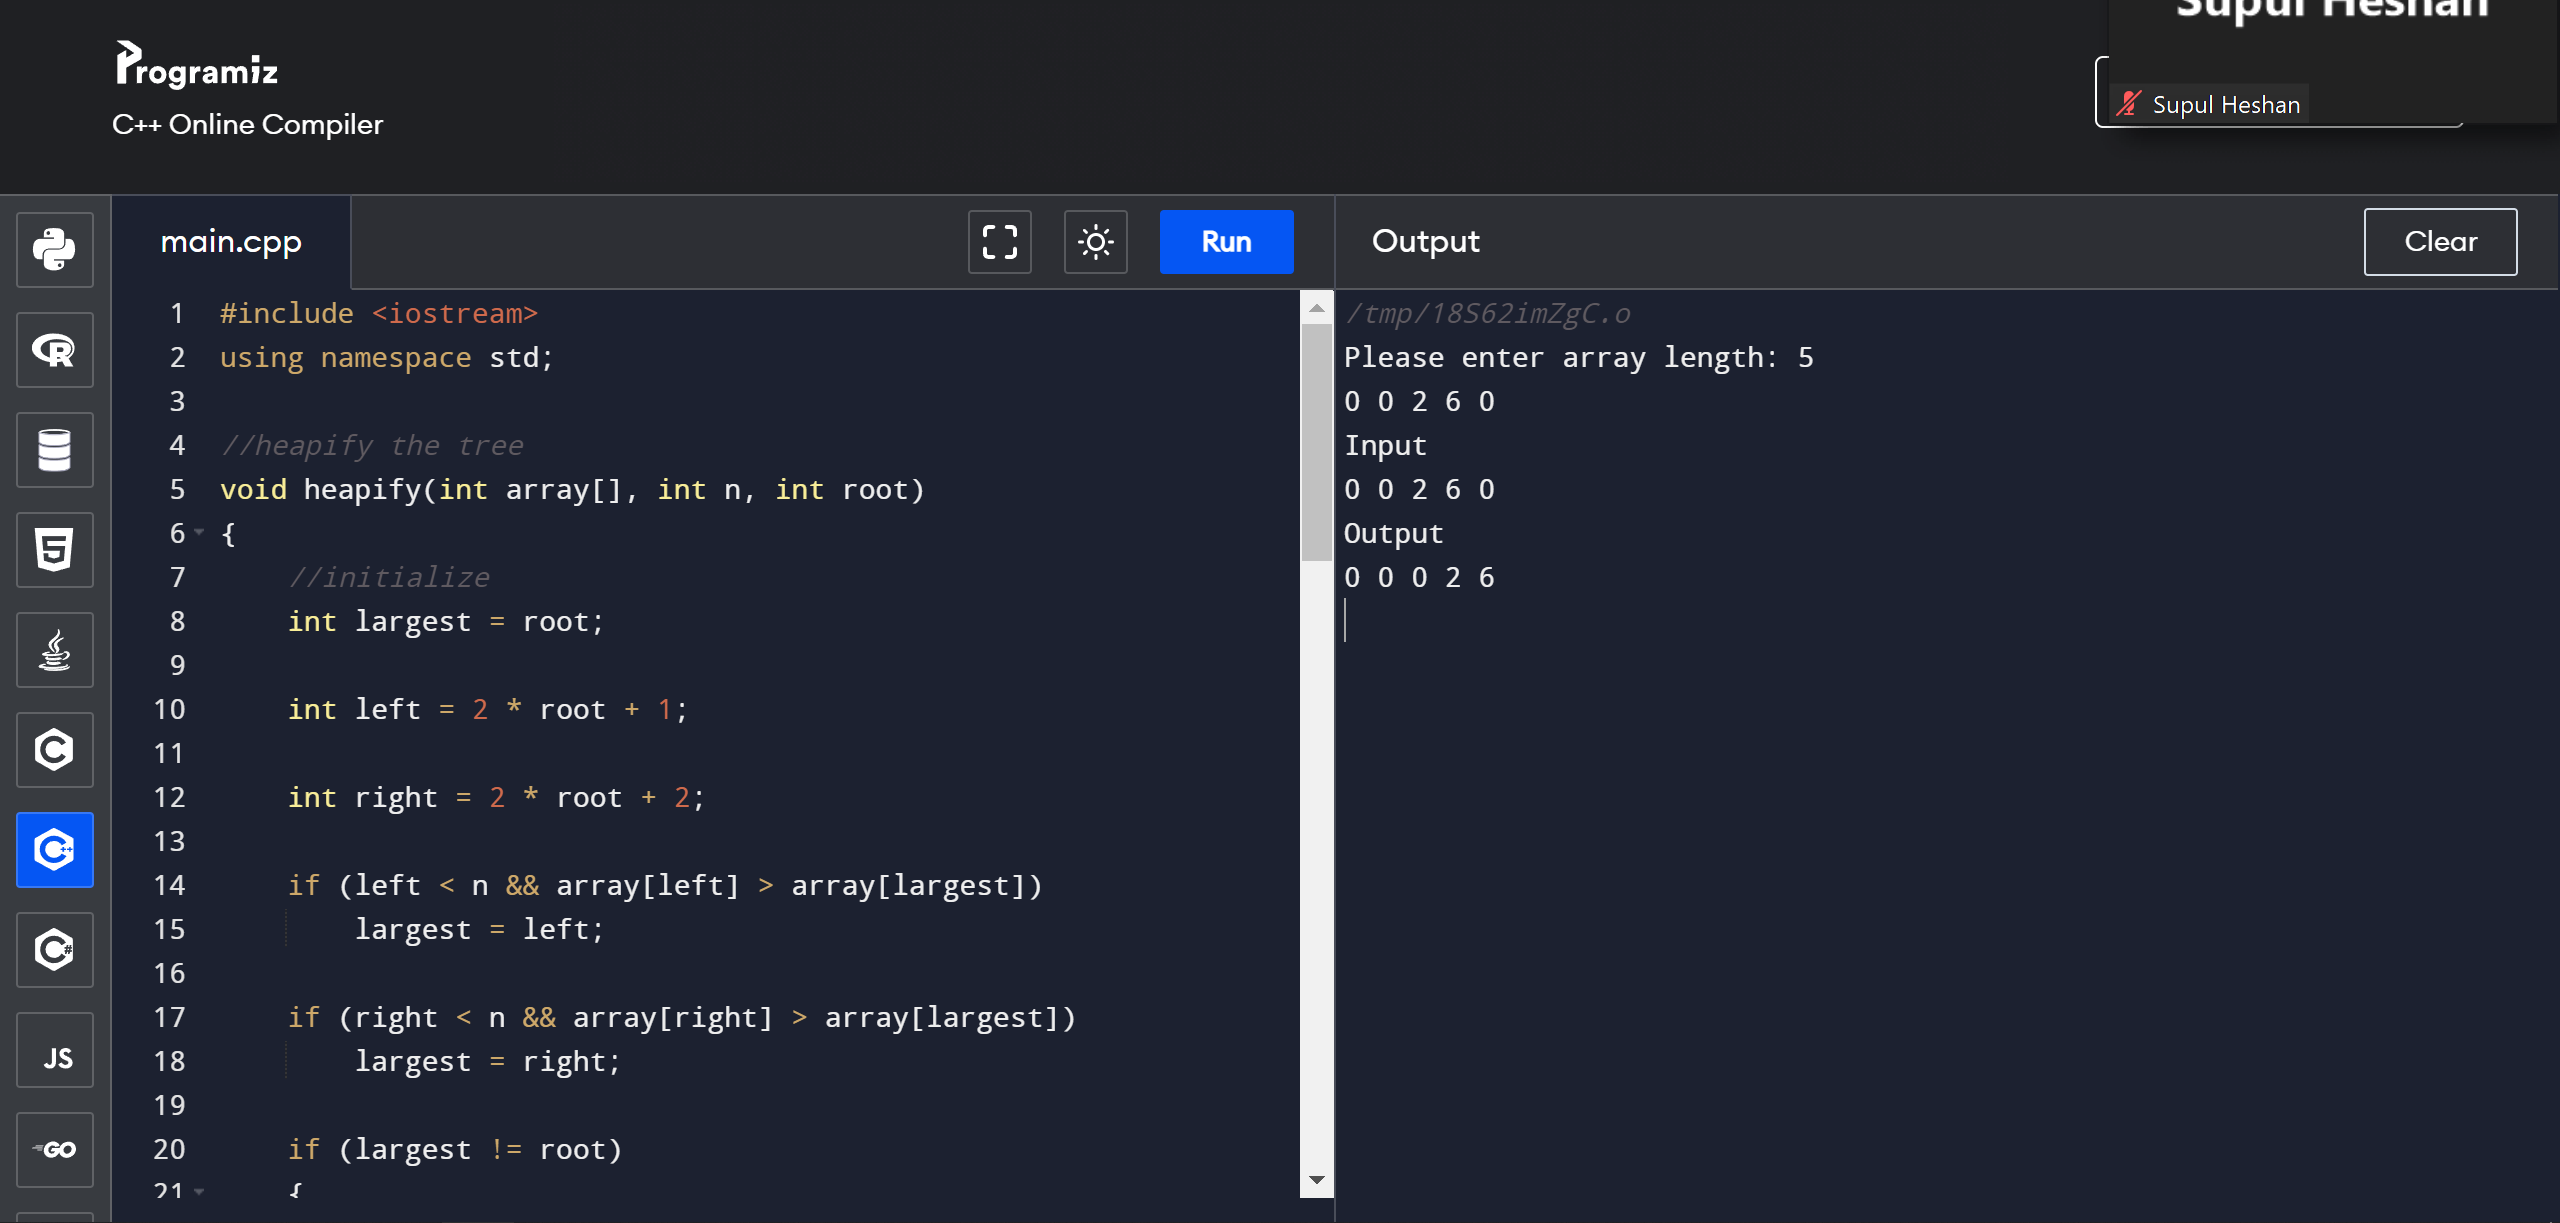 Supul Heshan
Programiz
C++ Online Compiler
Supul Heshan
main.cpp
Run
Output
Clear
1 #include <iostream>
2 using namespace std;
3
4 //heapify the tree
5 void heapify(int array[], int n, int root)
6 {
7     //initialize
8     int largest = root;
9
10     int left = 2 * root + 1;
11
12     int right = 2 * root + 2;
13
14     if (left < n && array[left] > array[largest])
15         largest = left;
16
17     if (right < n && array[right] > array[largest])
18         largest = right;
19
20     if (largest != root)
21     {
/tmp/18S62imZgC.o
Please enter array length: 5
0 0 2 6 0
Input
0 0 2 6 0
Output
0 0 0 2 6
R
5
C
C++
C#
JS
GO